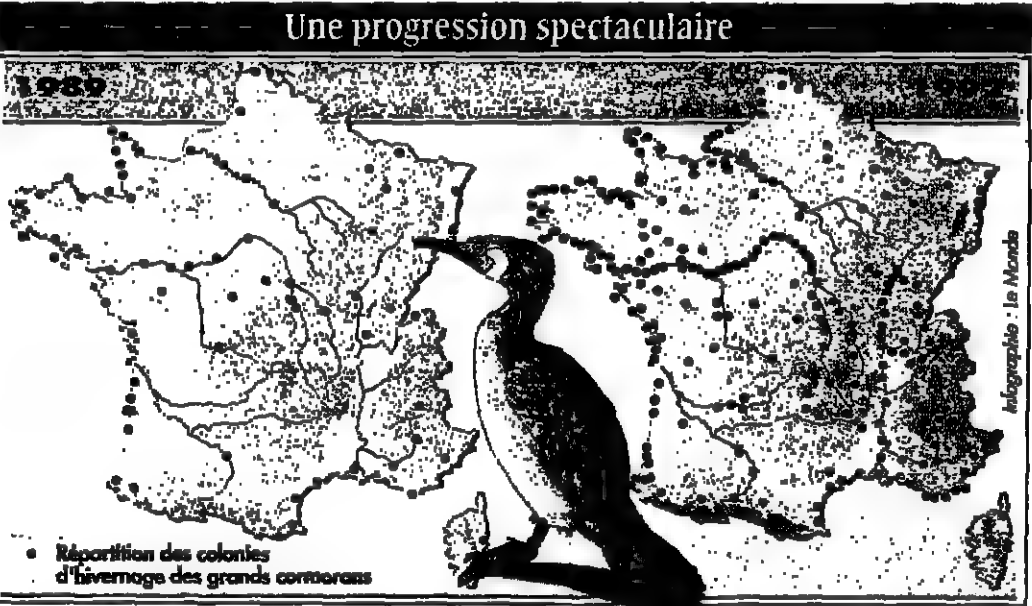 Une progression spectaculaire
1989
Infographie : Le Monde
Répartition des colonies
d'hivernage des grands cormorans